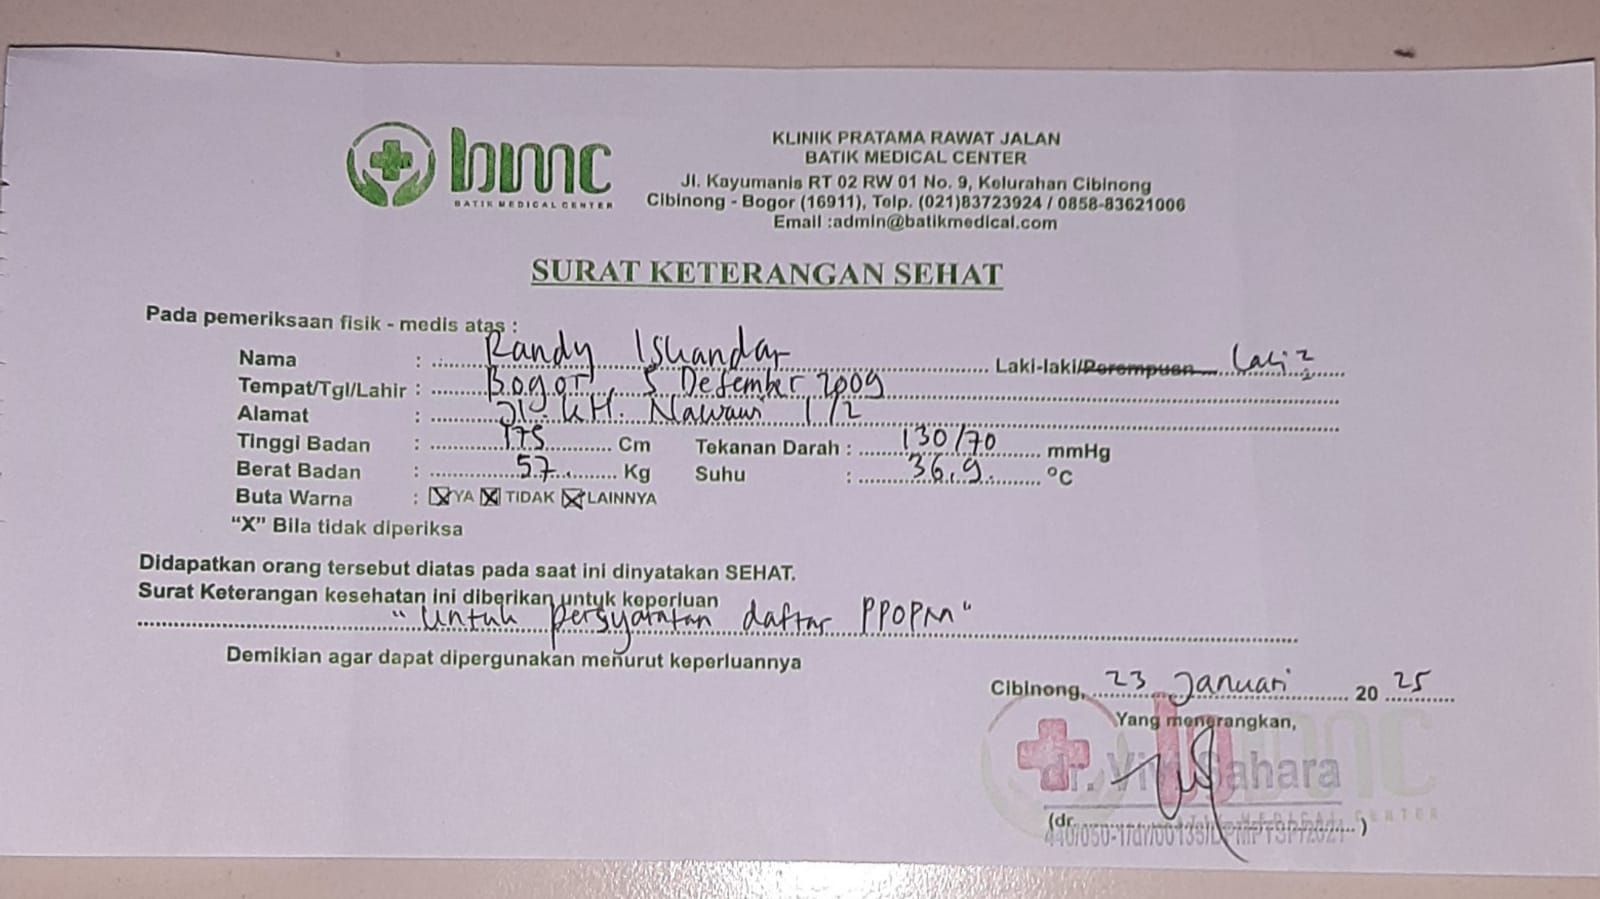 bmc
BATIK MEDICAL CENTER
KLINIK PRATAMA RAWAT JALAN
BATIK MEDICAL CENTER
Jl. Kayumanis RT 02 RW 01 No. 9, Kelurahan Cibinong
Cibinong - Bogor (16911), Telp. (021)83723924 / 0858-83621006
Email :admin@batikmedical.com
SURAT KETERANGAN SEHAT
Pada pemeriksaan fisik - medis atas :
Nama : Randy Iskandar Laki-laki/Perempuan Laki2
Tempat/Tgl/Lahir : Bogor, 5 Desember 2009
Alamat : Jl. KH. Nawawi 1/2
Tinggi Badan : 175 Cm Tekanan Darah : 130/70 mmHg
Berat Badan : 57 Kg Suhu : 36,9 °C
Buta Warna : YA TIDAK LAINNYA
"X" Bila tidak diperiksa
Didapatkan orang tersebut diatas pada saat ini dinyatakan SEHAT.
Surat Keterangan kesehatan ini diberikan untuk keperluan
"Untuk persyaratan daftar PPOPM"
Demikian agar dapat dipergunakan menurut keperluannya
Cibinong, 23 Januari 2025
Yang menerangkan,
dr. Sahara
(dr. )